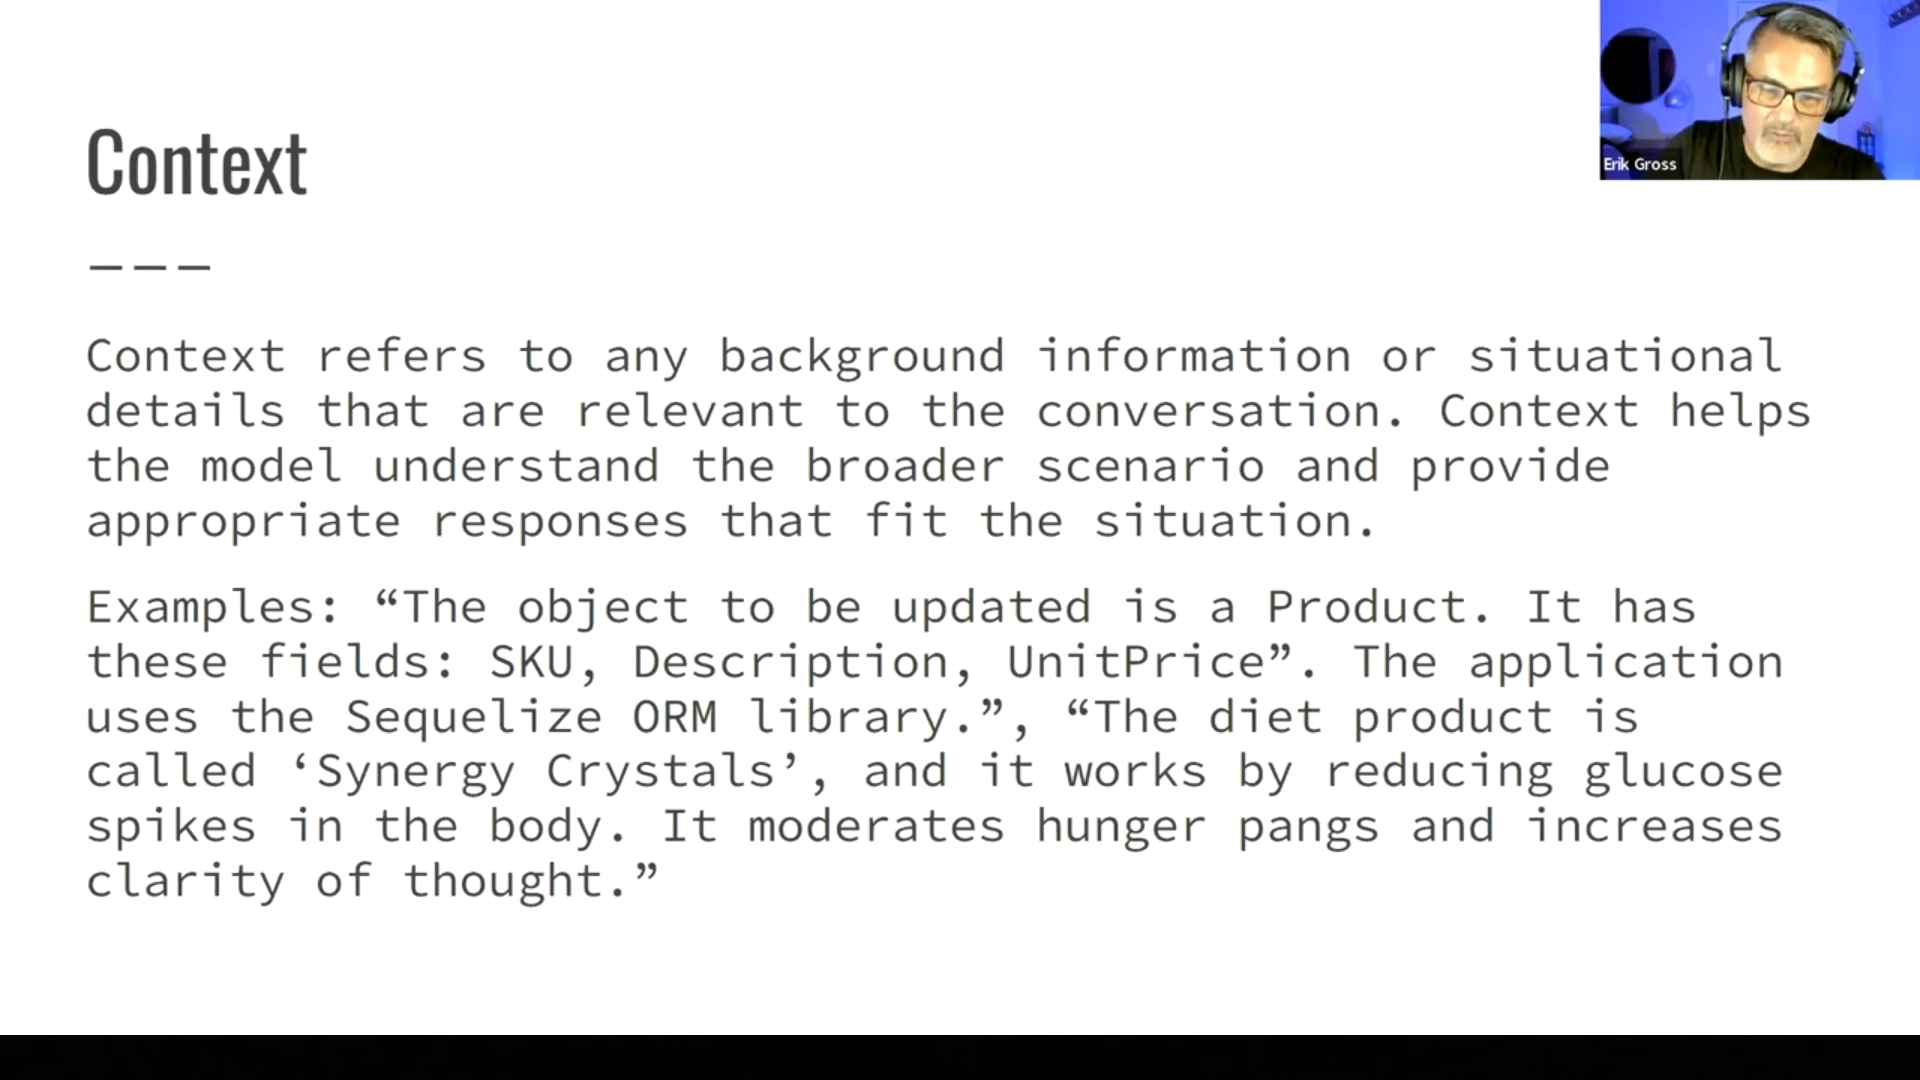 Context
———
Context refers to any background information or situational
details that are relevant to the conversation. Context helps
the model understand the broader scenario and provide
appropriate responses that fit the situation.
Examples: “The object to be updated is a Product. It has
these fields: SKU, Description, UnitPrice”. The application
uses the Sequelize ORM library.”, “The diet product is
called ‘Synergy Crystals’, and it works by reducing glucose
spikes in the body. It moderates hunger pangs and increases
clarity of thought.”
Erik Gross